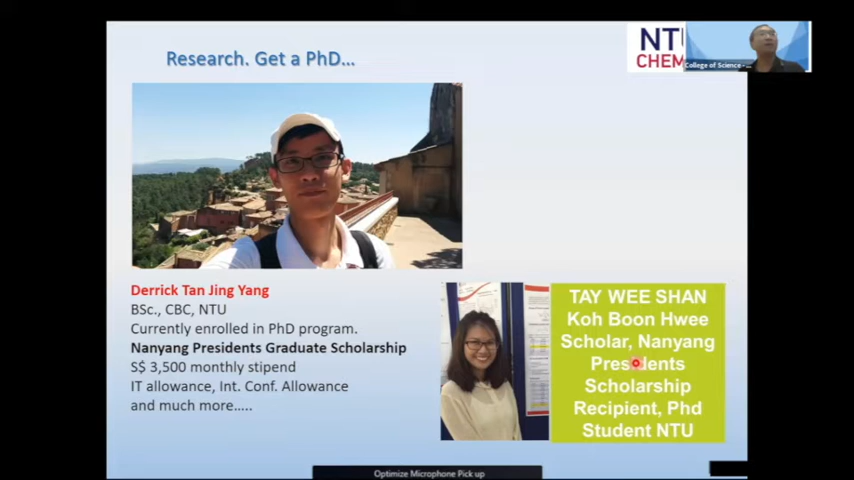 Research. Get a PhD...
NTU
CHEM
College of Science - ...
Derrick Tan Jing Yang
BSc., CBC, NTU
Currently enrolled in PhD program.
Nanyang Presidents Graduate Scholarship
S$ 3,500 monthly stipend
IT allowance, Int. Conf. Allowance
and much more.....
TAY WEE SHAN
Koh Boon Hwee
Scholar, Nanyang
Presidents
Scholarship
Recipient, Phd
Student NTU
Optimize Microphone Pick up